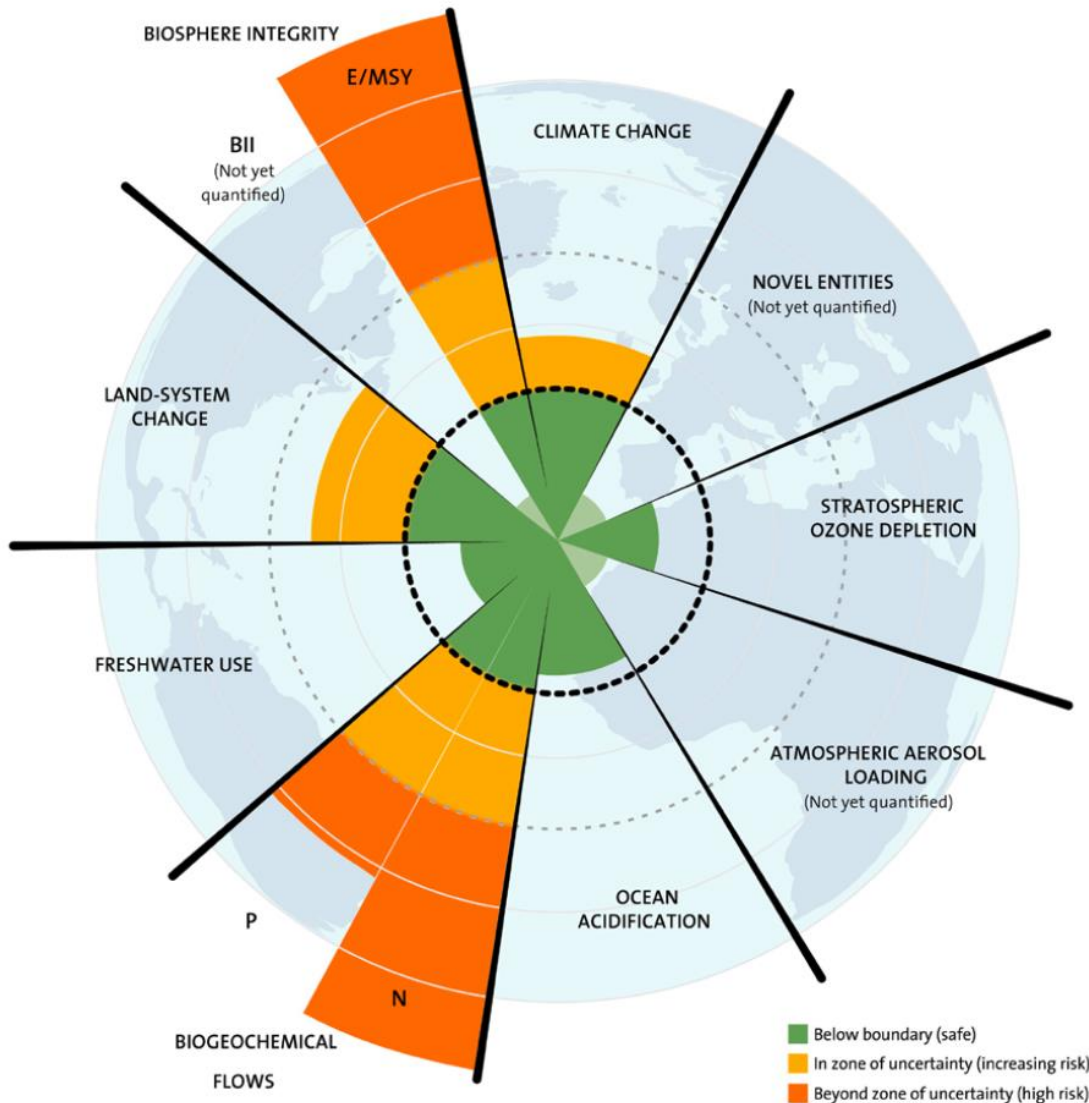 BIOSPHERE INTEGRITY
E/MSY
BII
(Not yet
quantified)
CLIMATE CHANGE
NOVEL ENTITIES
(Not yet quantified)
LAND-SYSTEM
CHANGE
STRATOSPHERIC
OZONE DEPLETION
FRESHWATER USE
ATMOSPHERIC AEROSOL
LOADING
(Not yet quantified)
P
OCEAN
ACIDIFICATION
N
BIOGEOCHEMICAL
FLOWS
Below boundary (safe)
In zone of uncertainty (increasing risk)
Beyond zone of uncertainty (high risk)